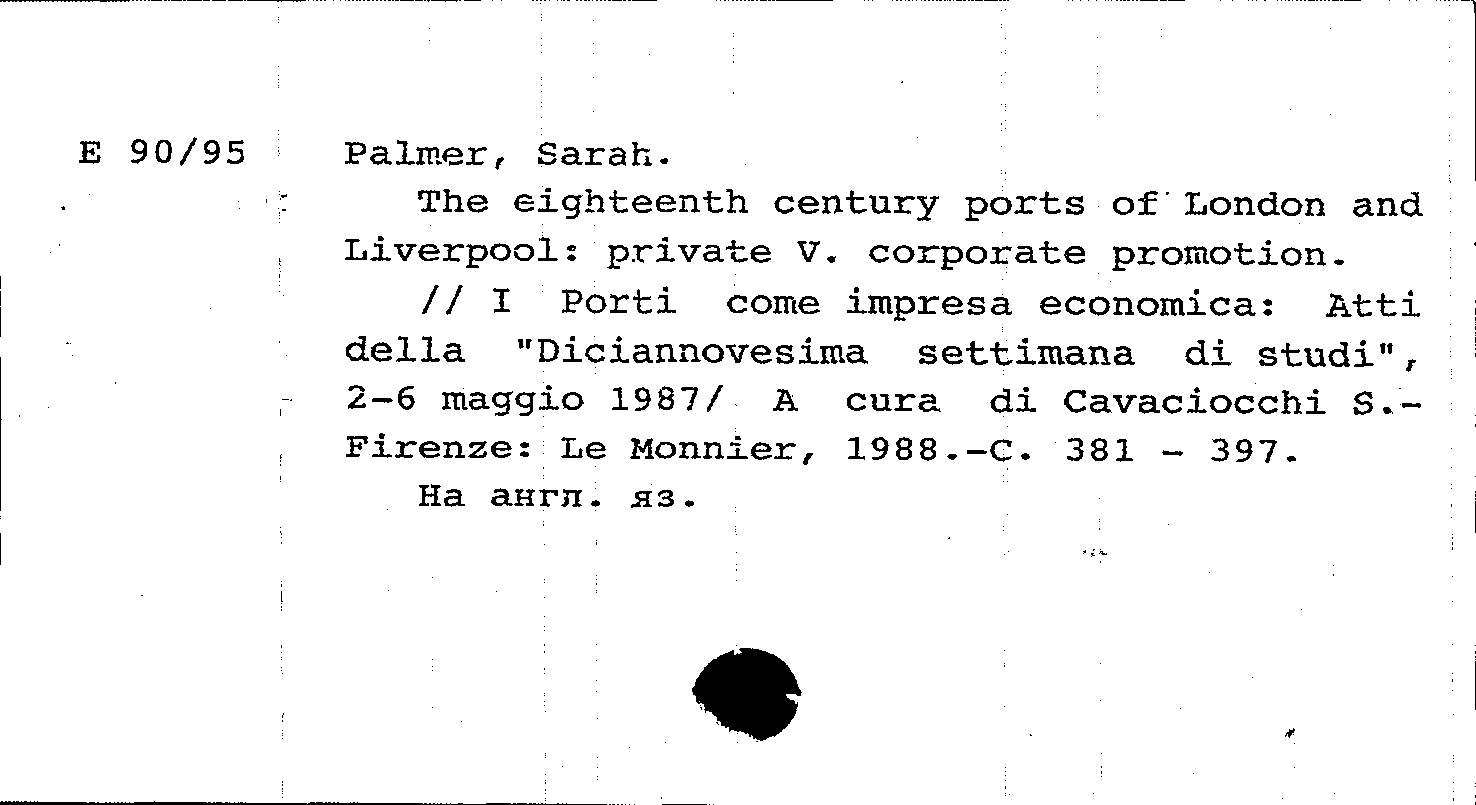 E 90/95 Palmer, Sarah.
The eighteenth century ports of London and
Liverpool: private V. corporate promotion.
// I Porti come impresa economica: Atti
della "Diciannovesima settimana di studi",
2-6 maggio 1987/ A cura di Cavaciocchi S.-
Firenze: Le Monnier, 1988.-C. 381 - 397.
На англ. яз.